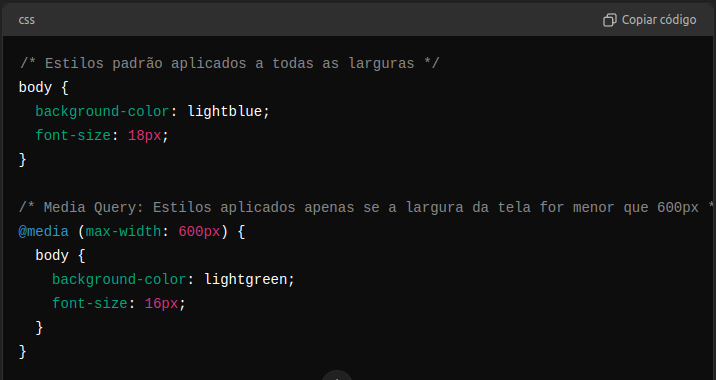 css
Copiar código
/* Estilos padrão aplicados a todas as larguras */
body {
background-color: lightblue;
font-size: 18px;
}
/* Media Query: Estilos aplicados apenas se a largura da tela for menor que 600px *
@media (max-width: 600px) {
body {
background-color: lightgreen;
font-size: 16px;
}
}